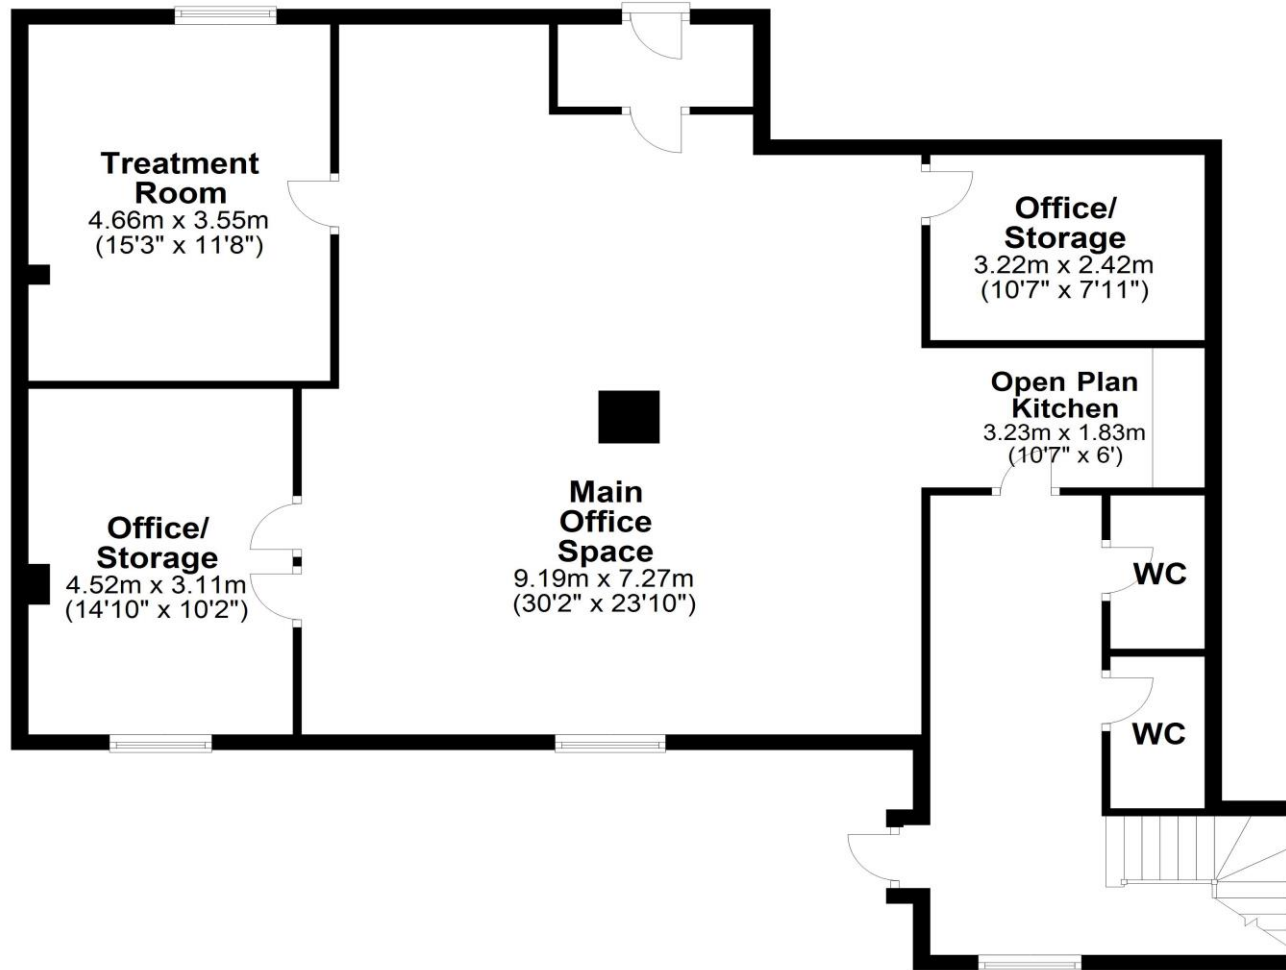 Treatment
Room
4.66m x 3.55m
(15'3" x 11'8")
Office/
Storage
3.22m x 2.42m
(10'7" x 7'11")
Open Plan
Kitchen
3.23m x 1.83m
(10'7" x 6')
Main
Office
Space
9.19m x 7.27m
(30'2" x 23'10")
Office/
Storage
4.52m x 3.11m
(14'10" x 10'2")
WC
WC